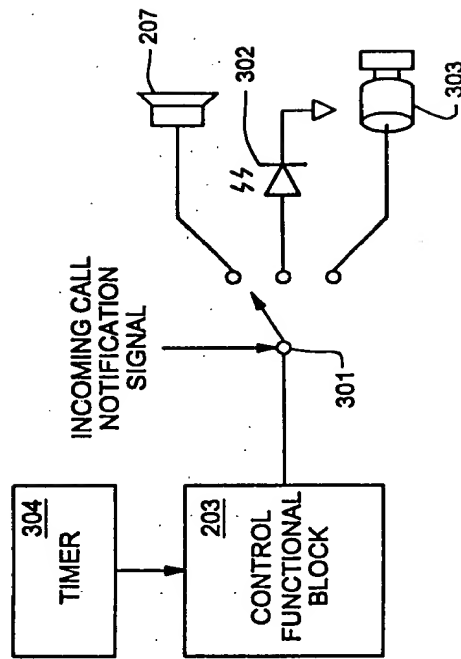 304
TIMER
203
CONTROL
FUNCTIONAL
BLOCK
INCOMING CALL
NOTIFICATION
SIGNAL
301
207
302
303